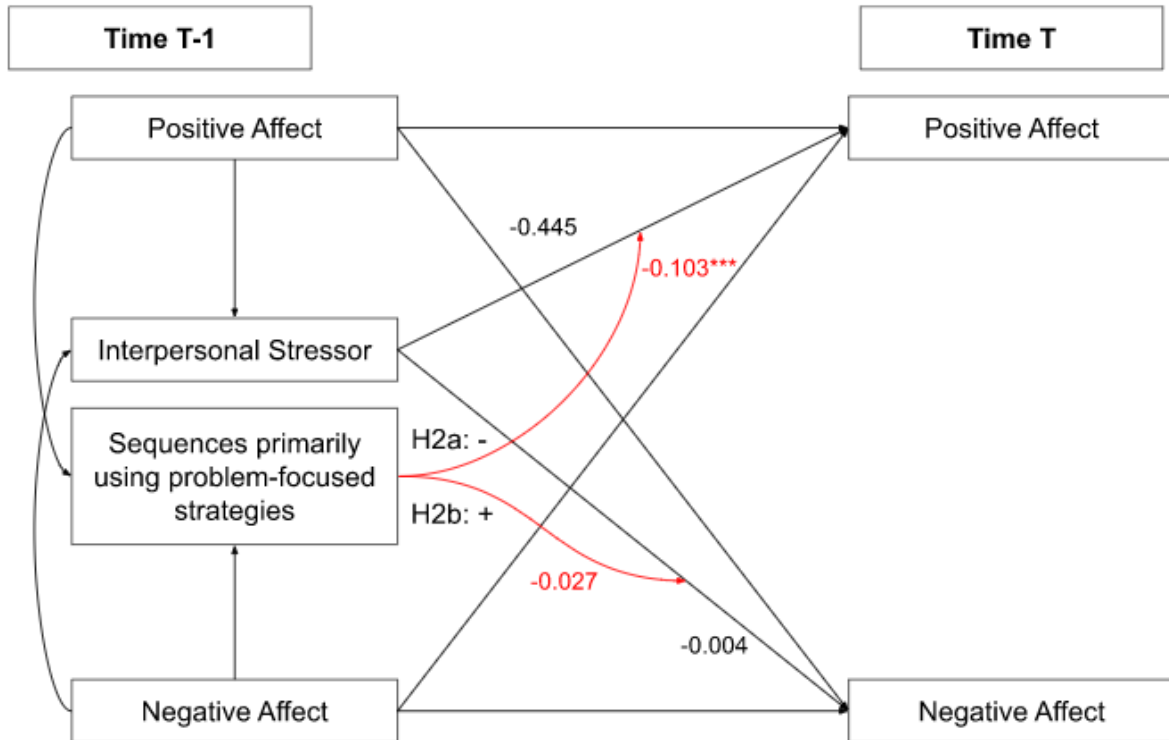 Time T-1
Time T
Positive Affect
Positive Affect
-0.445
-0.103***
Interpersonal Stressor
Sequences primarily
using problem-focused
strategies
H2a: -
H2b: +
-0.027
-0.004
Negative Affect
Negative Affect